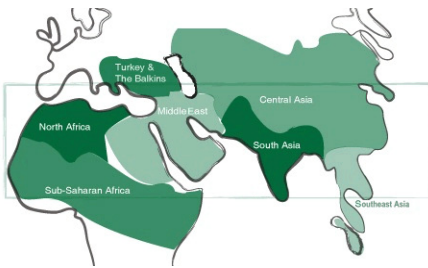 Turkey &
The Balkins
Middle East
Central Asia
North Africa
South Asia
Sub-Saharan Africa
Southeast Asia